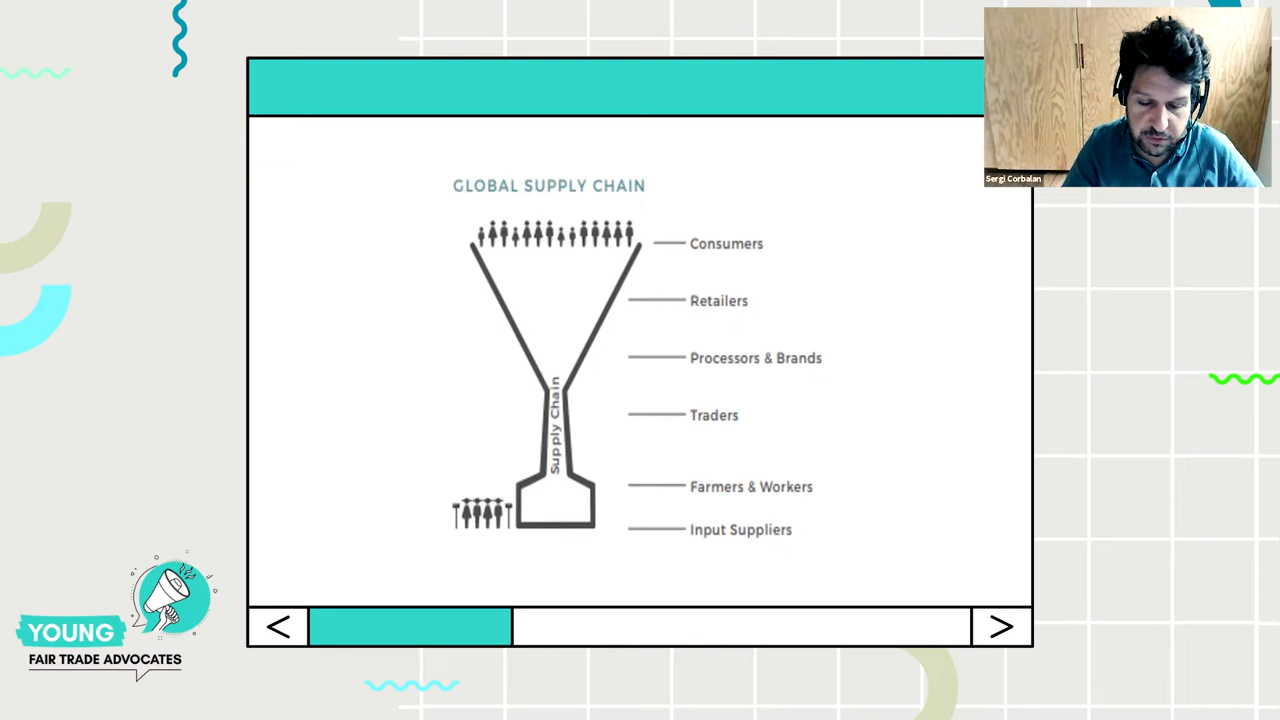 Sergi Corbalan
GLOBAL SUPPLY CHAIN
Consumers
Retailers
Processors & Brands
Supply Chain
Traders
Farmers & Workers
Input Suppliers
<
>
YOUNG
FAIR TRADE ADVOCATES